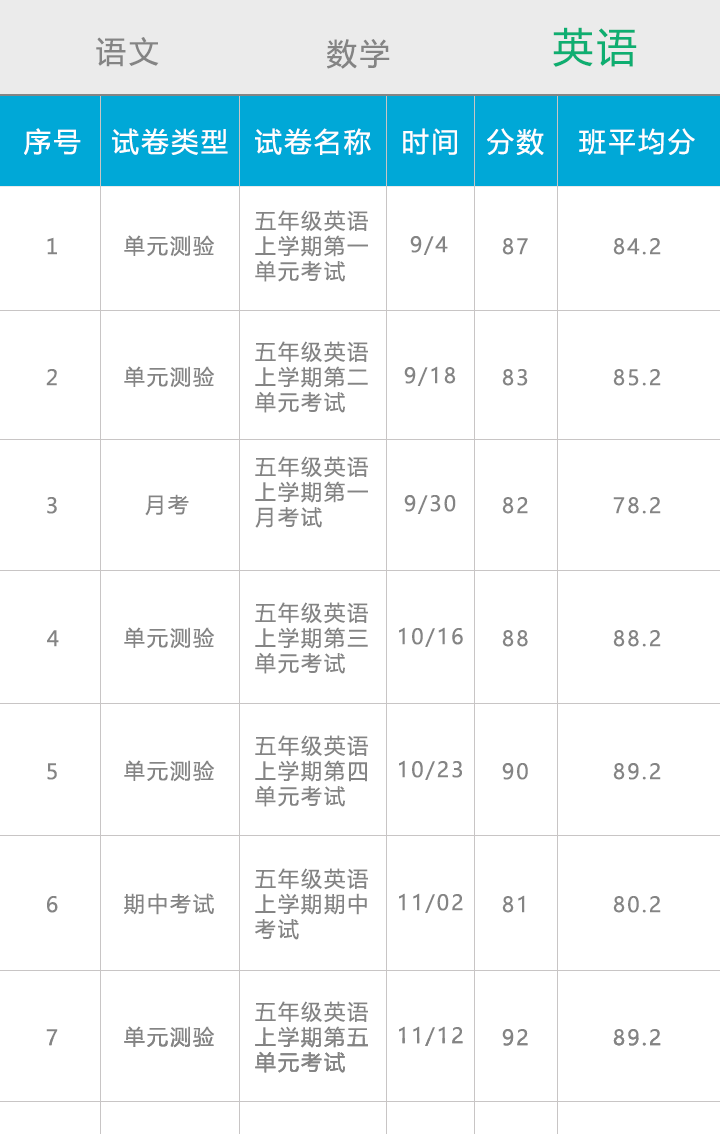 语文 数学 英语
序号 试卷类型 试卷名称 时间 分数 班平均分
1 单元测验 五年级英语 9/4 87 84.2
上学期第一
单元考试
2 单元测验 五年级英语 9/18 83 85.2
上学期第二
单元考试
3 月考 五年级英语 9/30 82 78.2
上学期第一
月考试
4 单元测验 五年级英语 10/16 88 88.2
上学期第三
单元考试
5 单元测验 五年级英语 10/23 90 89.2
上学期第四
单元考试
6 期中考试 五年级英语 11/02 81 80.2
上学期期中
考试
7 单元测验 五年级英语 11/12 92 89.2
上学期第五
单元考试